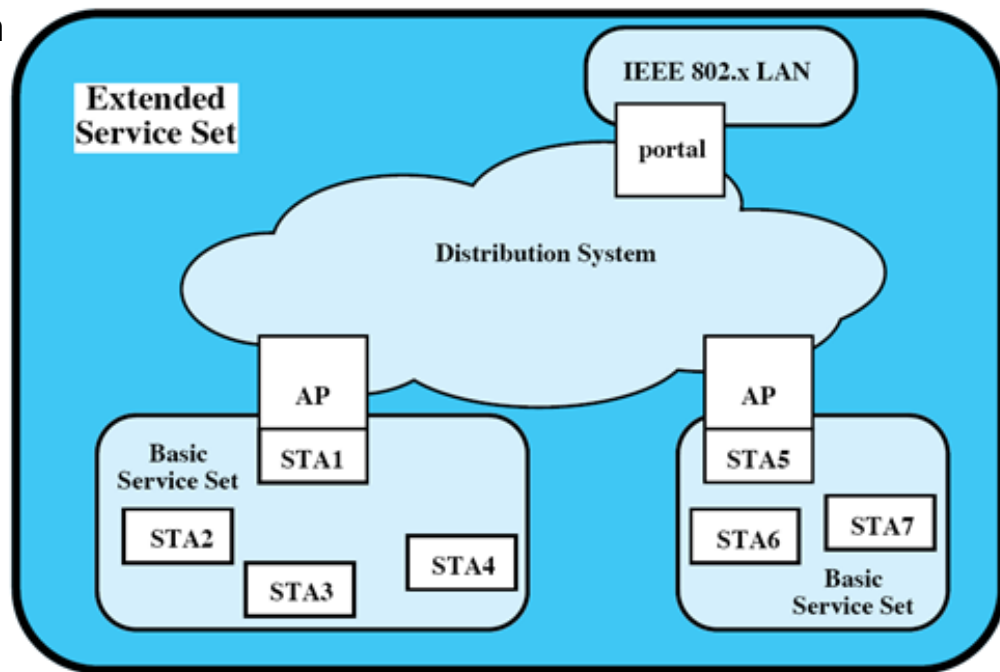 n
IEEE 802.x LAN
Extended
Service Set
portal
Distribution System
AP
AP
Basic
Service Set
STA1
STA5
STA2
STA3
STA4
STA6
STA7
Basic
Service Set